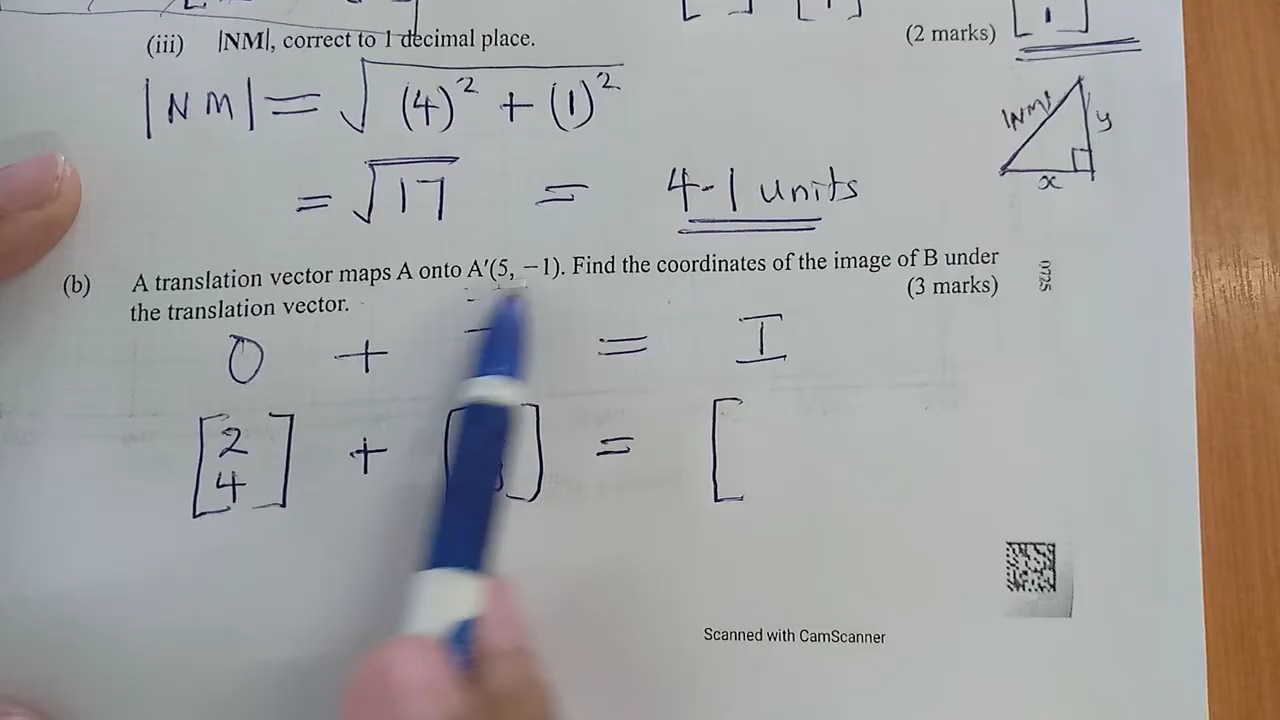 (iii) |NM|, correct to 1 decimal place.
(2 marks)
|NM| = √(4)² + (1)²
= √17 = 4-1 units
|NM|
y
x
(b) A translation vector maps A onto A′(5, −1). Find the coordinates of the image of B under
the translation vector.
(3 marks)
0725
O + = I
[2 4] + [ ] = [
Scanned with CamScanner